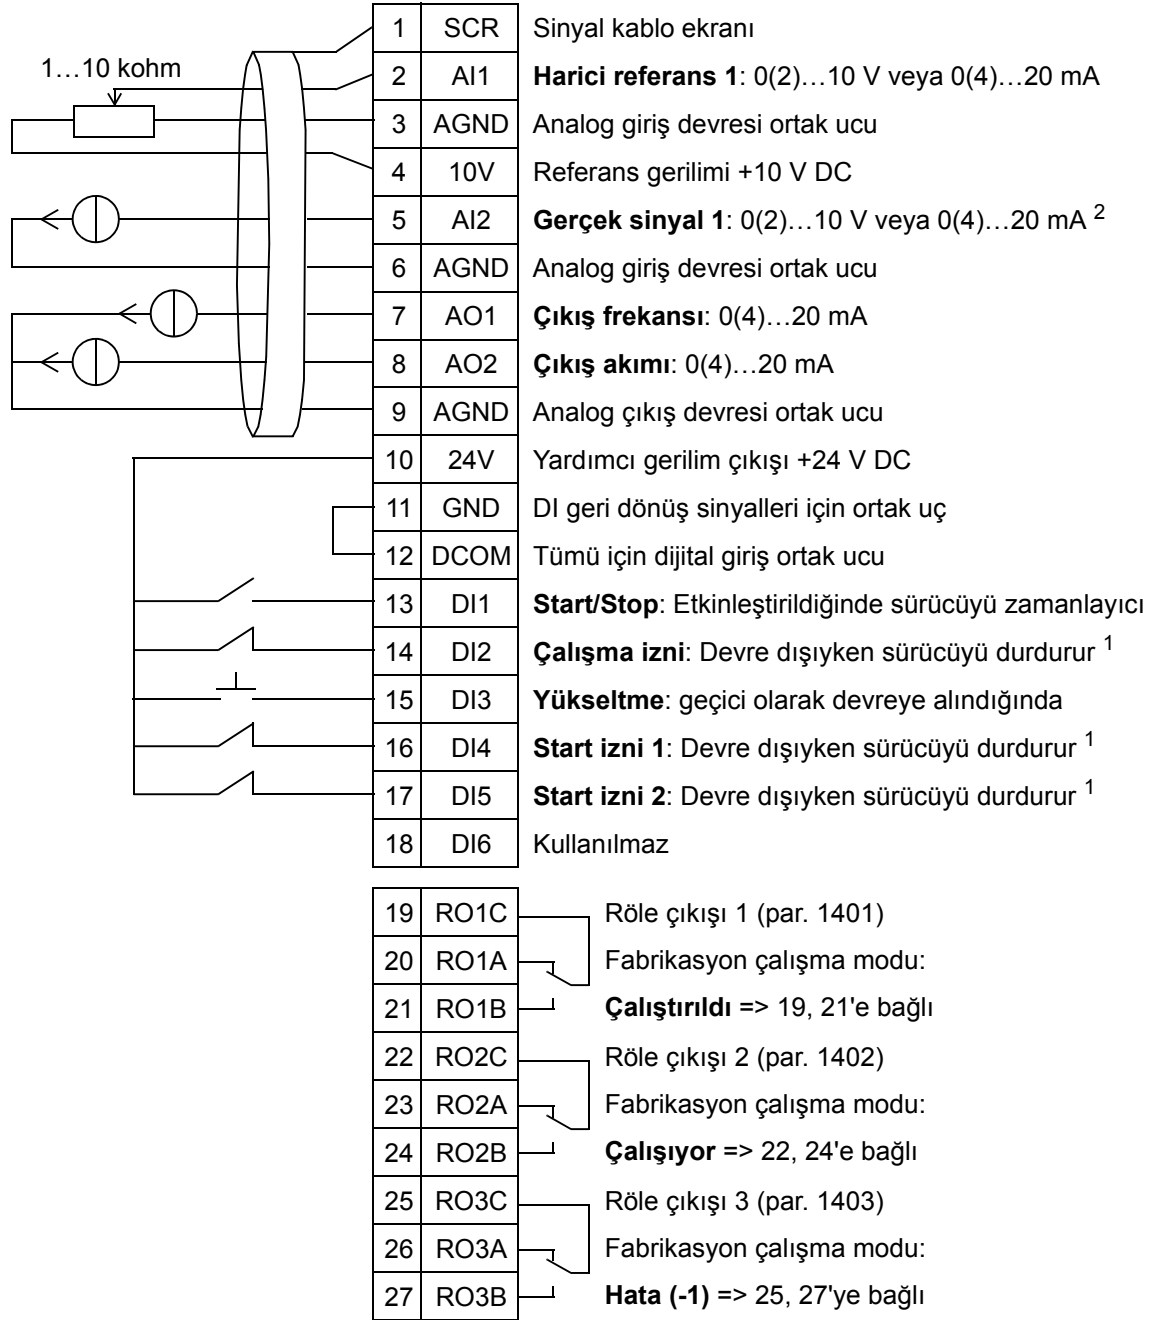 1 SCR Sinyal kablo ekranı
1…10 kohm
2 AI1 Harici referans 1: 0(2)…10 V veya 0(4)…20 mA
3 AGND Analog giriş devresi ortak ucu
4 10V Referans gerilimi +10 V DC
5 AI2 Gerçek sinyal 1: 0(2)…10 V veya 0(4)…20 mA 2
6 AGND Analog giriş devresi ortak ucu
7 AO1 Çıkış frekansı: 0(4)…20 mA
8 AO2 Çıkış akımı: 0(4)…20 mA
9 AGND Analog çıkış devresi ortak ucu
10 24V Yardımcı gerilim çıkışı +24 V DC
11 GND DI geri dönüş sinyalleri için ortak uç
12 DCOM Tümü için dijital giriş ortak ucu
13 DI1 Start/Stop: Etkinleştirildiğinde sürücüyü zamanlayıcı
14 DI2 Çalışma izni: Devre dışıyken sürücüyü durdurur 1
15 DI3 Yükseltme: geçici olarak devreye alındığında
16 DI4 Start izni 1: Devre dışıyken sürücüyü durdurur 1
17 DI5 Start izni 2: Devre dışıyken sürücüyü durdurur 1
18 DI6 Kullanılmaz
19 RO1C Röle çıkışı 1 (par. 1401)
20 RO1A Fabrikasyon çalışma modu:
21 RO1B Çalıştırıldı => 19, 21'e bağlı
22 RO2C Röle çıkışı 2 (par. 1402)
23 RO2A Fabrikasyon çalışma modu:
24 RO2B Çalışıyor => 22, 24'e bağlı
25 RO3C Röle çıkışı 3 (par. 1403)
26 RO3A Fabrikasyon çalışma modu:
27 RO3B Hata (-1) => 25, 27'ye bağlı